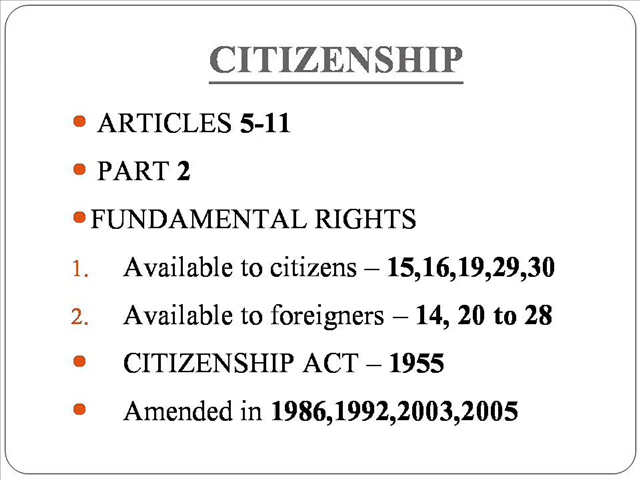 CITIZENSHIP
• ARTICLES 5-11
• PART 2
• FUNDAMENTAL RIGHTS
1. Available to citizens – 15,16,19,29,30
2. Available to foreigners – 14, 20 to 28
• CITIZENSHIP ACT – 1955
• Amended in 1986,1992,2003,2005